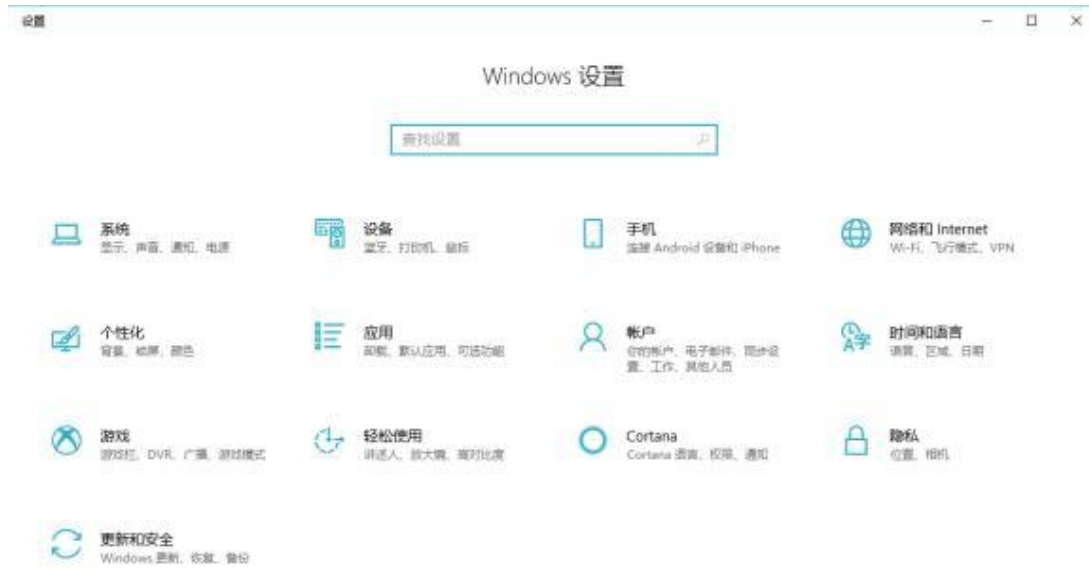 设置
Windows 设置
查找设置
系统
显示、声音、通知、电源
设备
蓝牙、打印机、鼠标
手机
连接 Android 设备和 iPhone
网络和 Internet
Wi-Fi、飞行模式、VPN
个性化
背景、锁屏、颜色
应用
卸载、默认应用、可选功能
帐户
你的帐户、电子邮件、同步设
置、工作、其他人员
时间和语言
语音、区域、日期
游戏
游戏栏、DVR、广播、游戏模式
轻松使用
讲述人、放大镜、高对比度
Cortana
Cortana 语言、权限、通知
隐私
位置、相机
更新和安全
Windows 更新、恢复、备份